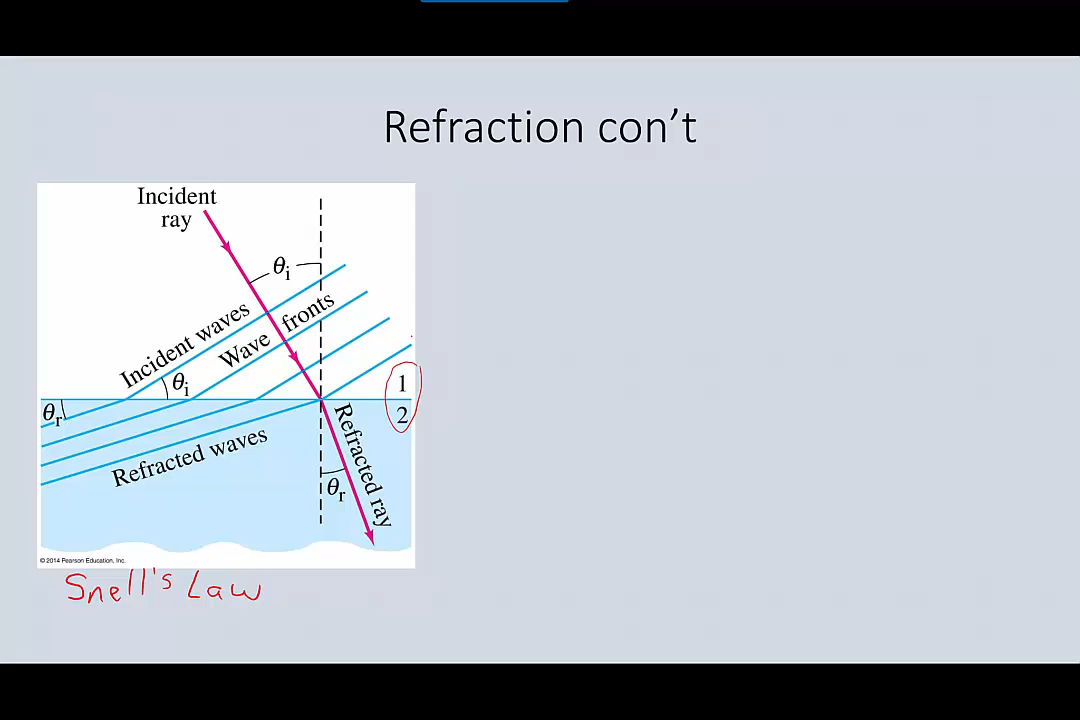 Refraction con’t
Incident
ray
θi
Incident waves
Wave fronts
θi
1
θr
2
Refracted waves
Refracted ray
θr
© 2014 Pearson Education, Inc.
Snell's Law